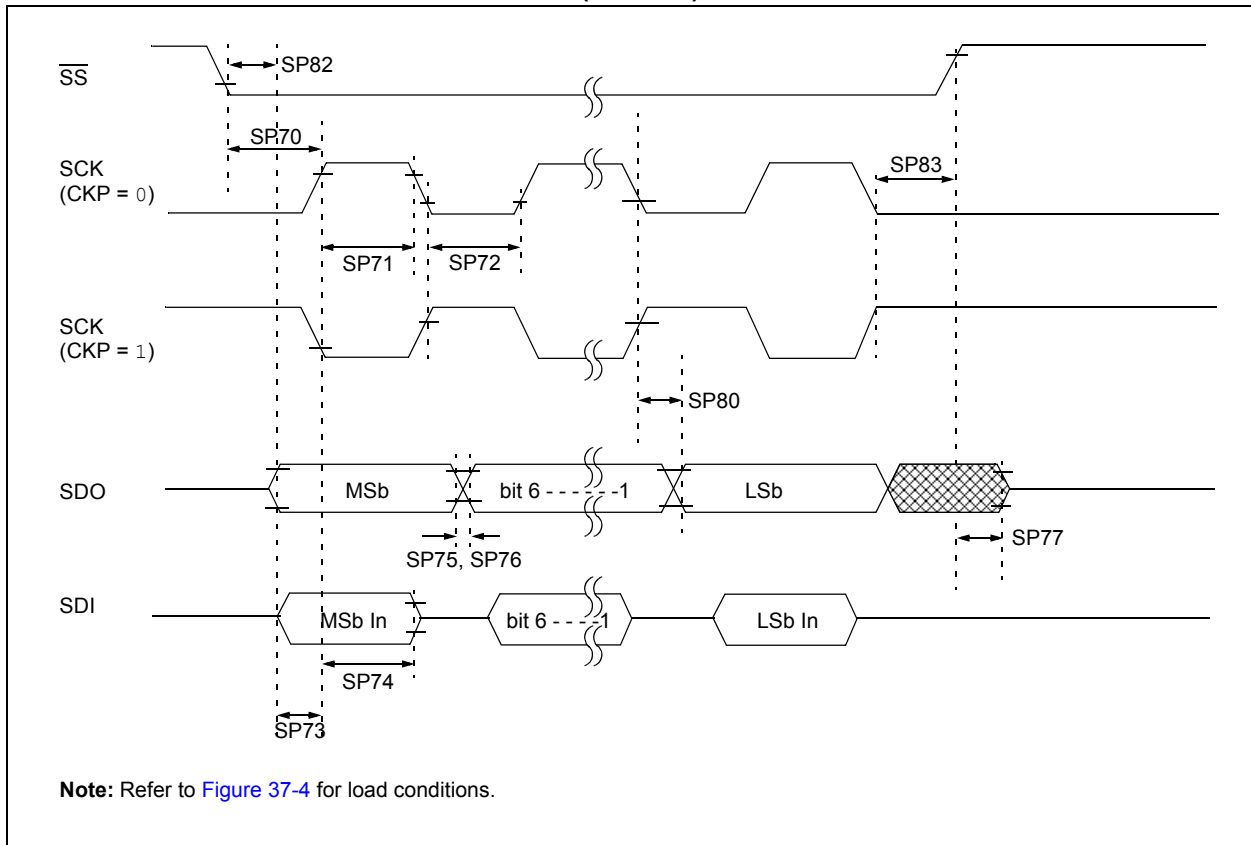 SS
SP82
SP70
SCK
(CKP = 0)
SP83
SP71
SP72
SCK
(CKP = 1)
SP80
SDO
MSb
bit 6 - - - - - -1
LSb
SP75, SP76
SP77
SDI
MSb In
bit 6 - - - -1
LSb In
SP74
SP73
Note: Refer to Figure 37-4 for load conditions.